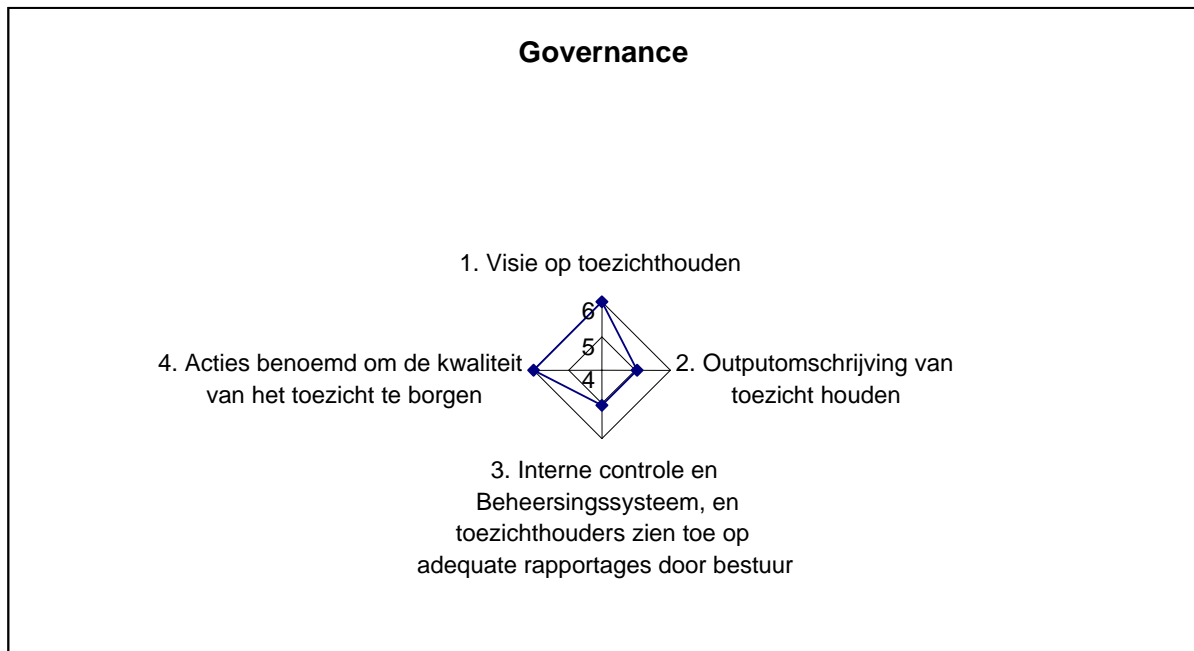 Governance
1. Visie op toezichthouden
6
5
4
4. Acties benoemd om de kwaliteit
van het toezicht te borgen
2. Outputomschrijving van
toezicht houden
3. Interne controle en
Beheersingssysteem, en
toezichthouders zien toe op
adequate rapportages door bestuur